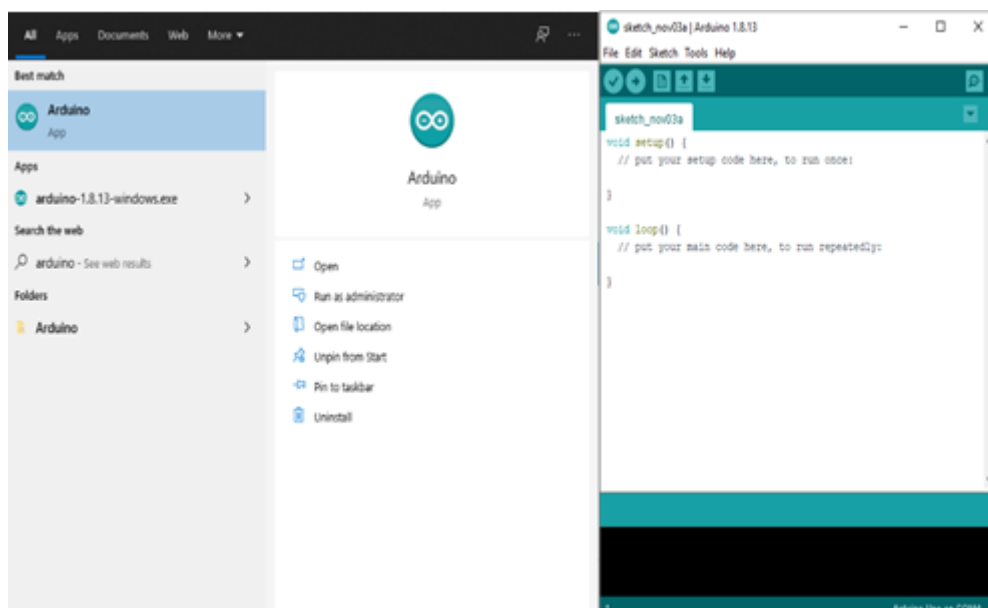 All Apps Documents Web More
Best match
Arduino
App
Apps
arduino-1.8.13-windows.exe
Search the web
arduino - See web results
Folders
Arduino
Arduino
App
Open
Run as administrator
Open file location
Unpin from Start
Pin to taskbar
Uninstall
sketch_nov03a | Arduino 1.8.13
File Edit Sketch Tools Help
sketch_nov03a
void setup() {
// put your setup code here, to run once:
}
void loop() {
// put your main code here, to run repeatedly:
}